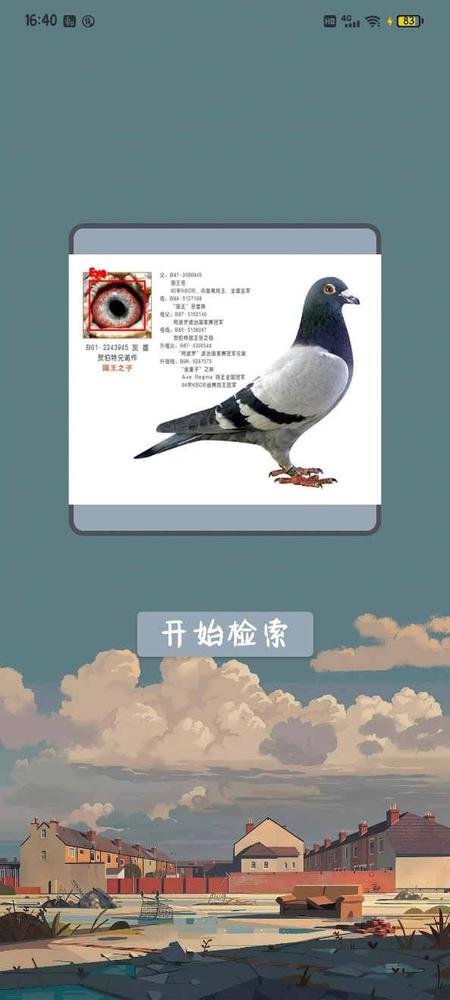 16:40
HD 4G 83
Eye
B01-2243945 灰 雄
贺伯特兄弟作
国王之子
父：B91-2088940
国王号
92年KBDB、中距离鸽王、全国亚军
母：B99-5127199
“国王”号堂妹
祖父：B87-5162140
阿波罗波治国家赛冠军
祖母：B85-5136067
贺伯特国王号之母
外祖父：B87-5306544
“阿波罗”波治国家赛冠军兄弟
外祖母：B96-5297073
“金童子”之妹
Ave Regina 鸽王全国冠军
94年KBDB省赛鸽王冠军
开始检索